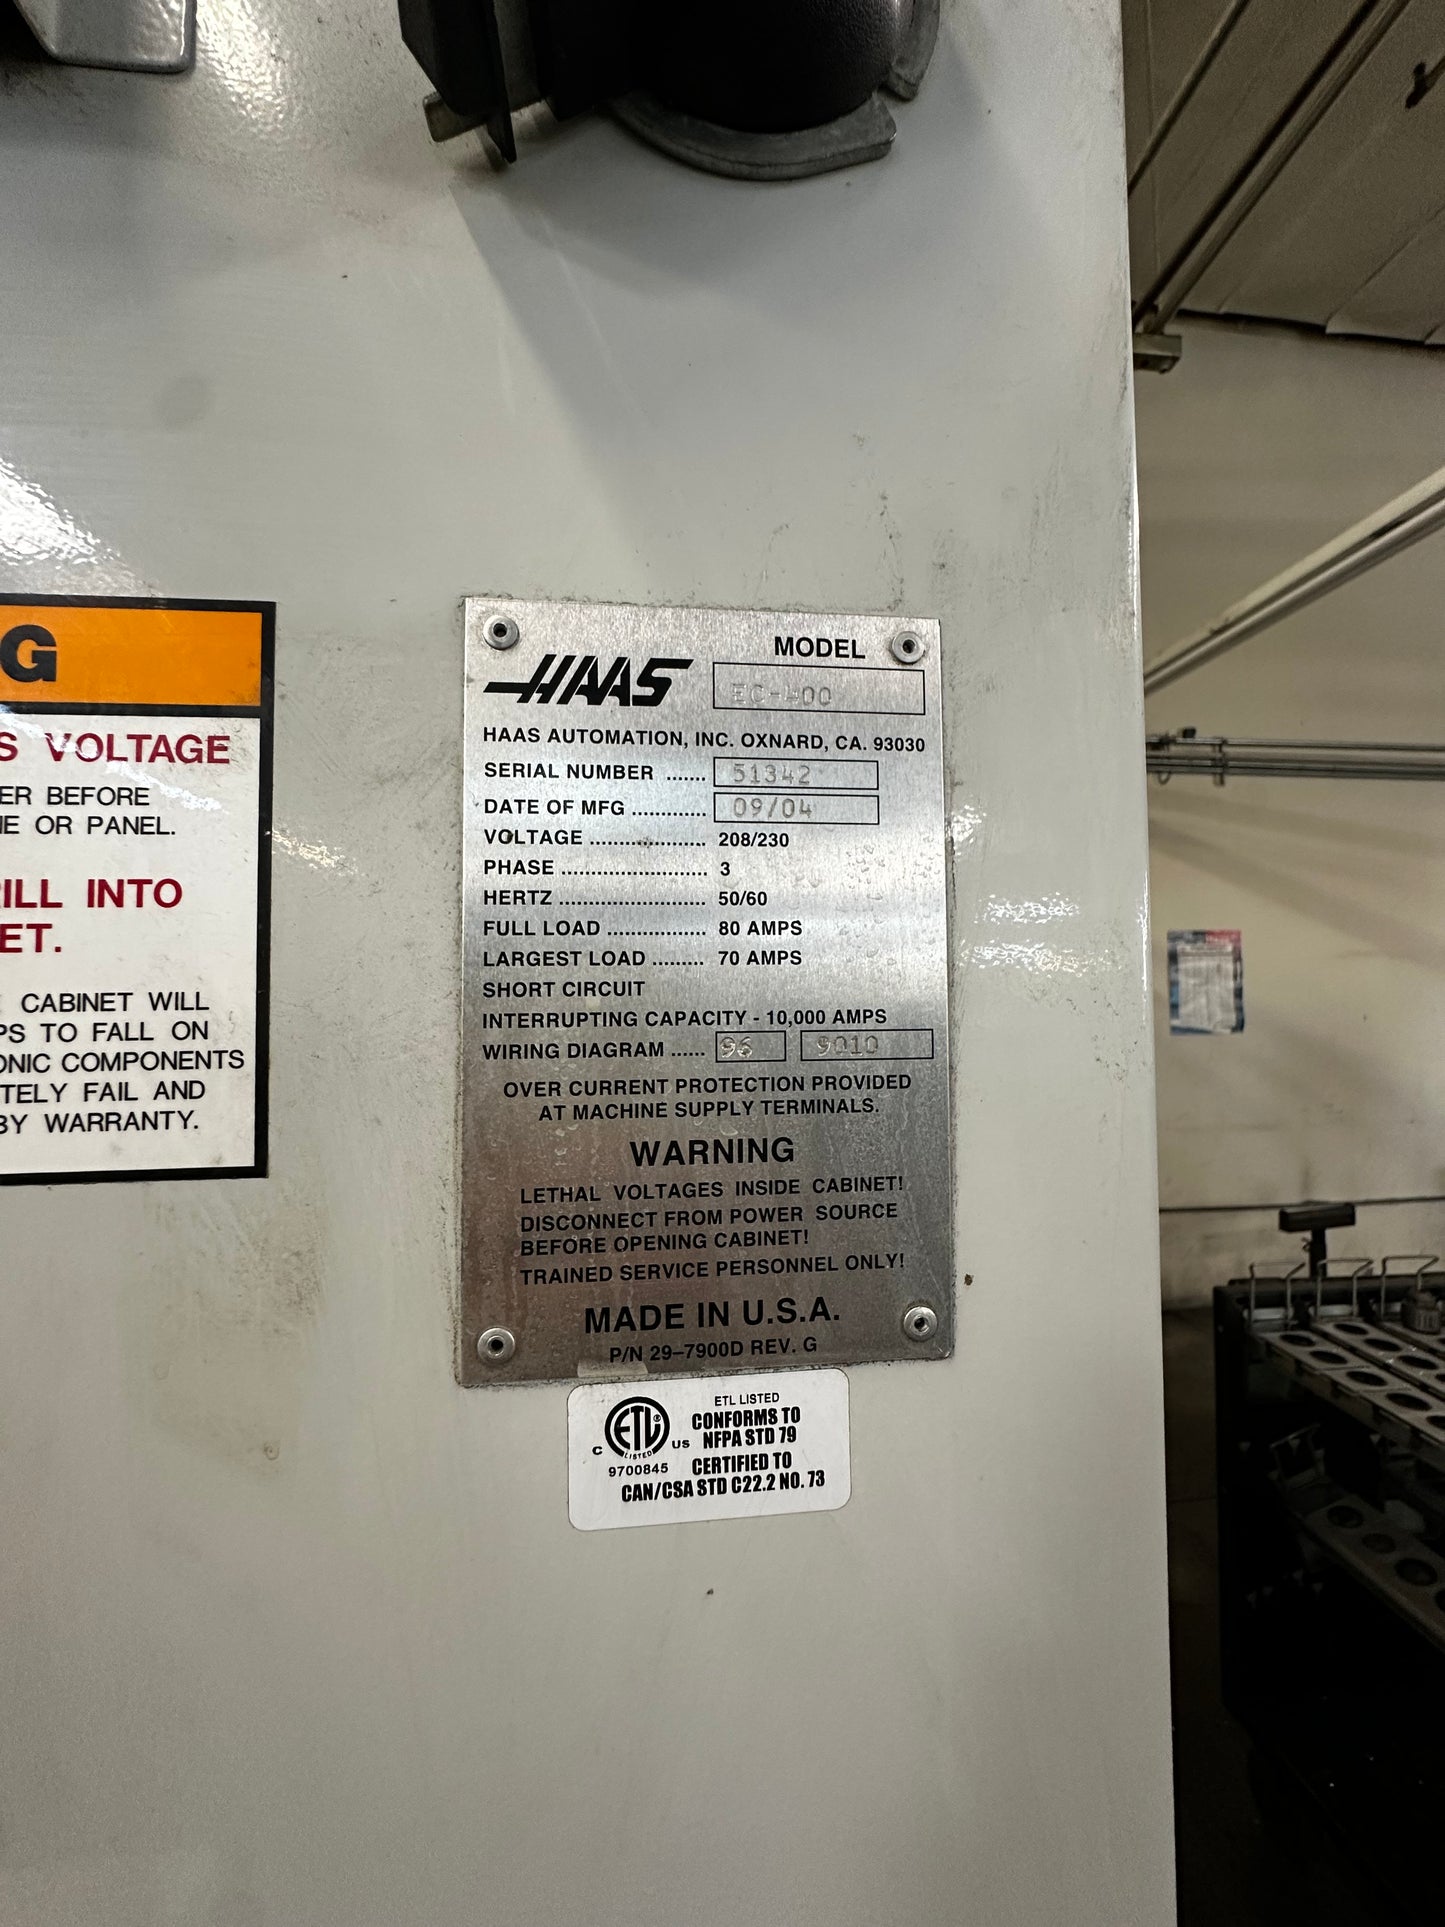 G
S VOLTAGE
ER BEFORE
NE OR PANEL.
RILL INTO
ET.
CABINET WILL
PS TO FALL ON
ONIC COMPONENTS
TELY FAIL AND
BY WARRANTY.
HAAS
MODEL
EC-400
HAAS AUTOMATION, INC. OXNARD, CA. 93030
SERIAL NUMBER ....... 51342
DATE OF MFG ............. 09/04
VOLTAGE .................... 208/230
PHASE ......................... 3
HERTZ ......................... 50/60
FULL LOAD ................. 80 AMPS
LARGEST LOAD ......... 70 AMPS
SHORT CIRCUIT
INTERRUPTING CAPACITY - 10,000 AMPS
WIRING DIAGRAM ...... 96 9010
OVER CURRENT PROTECTION PROVIDED
AT MACHINE SUPPLY TERMINALS.
WARNING
LETHAL VOLTAGES INSIDE CABINET!
DISCONNECT FROM POWER SOURCE
BEFORE OPENING CABINET!
TRAINED SERVICE PERSONNEL ONLY!
MADE IN U.S.A.
P/N 29-7900D REV. G
ETL LISTED
CONFORMS TO
NFPA STD 79
C ETL ® US
LISTED
9700845
CERTIFIED TO
CAN/CSA STD C22.2 NO. 73